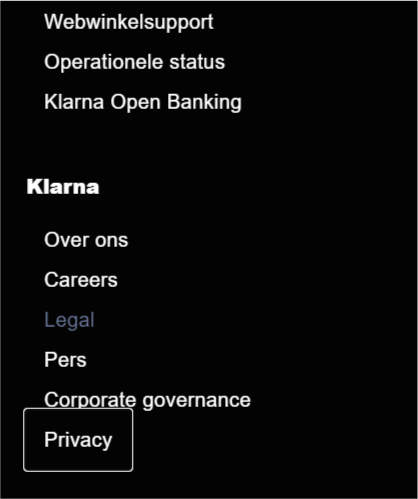 Webwinkelsupport
Operationele status
Klarna Open Banking
Klarna
Over ons
Careers
Legal
Pers
Corporate governance
Privacy